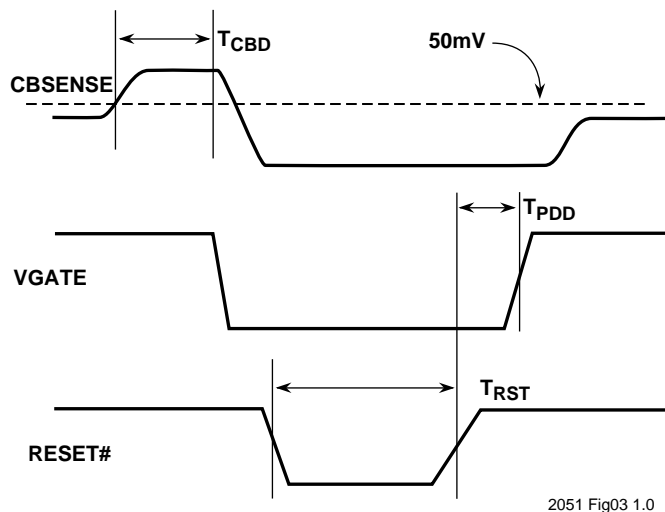 TCBD
50mV
CBSENSE
TPDD
VGATE
TRST
RESET#
2051 Fig03 1.0